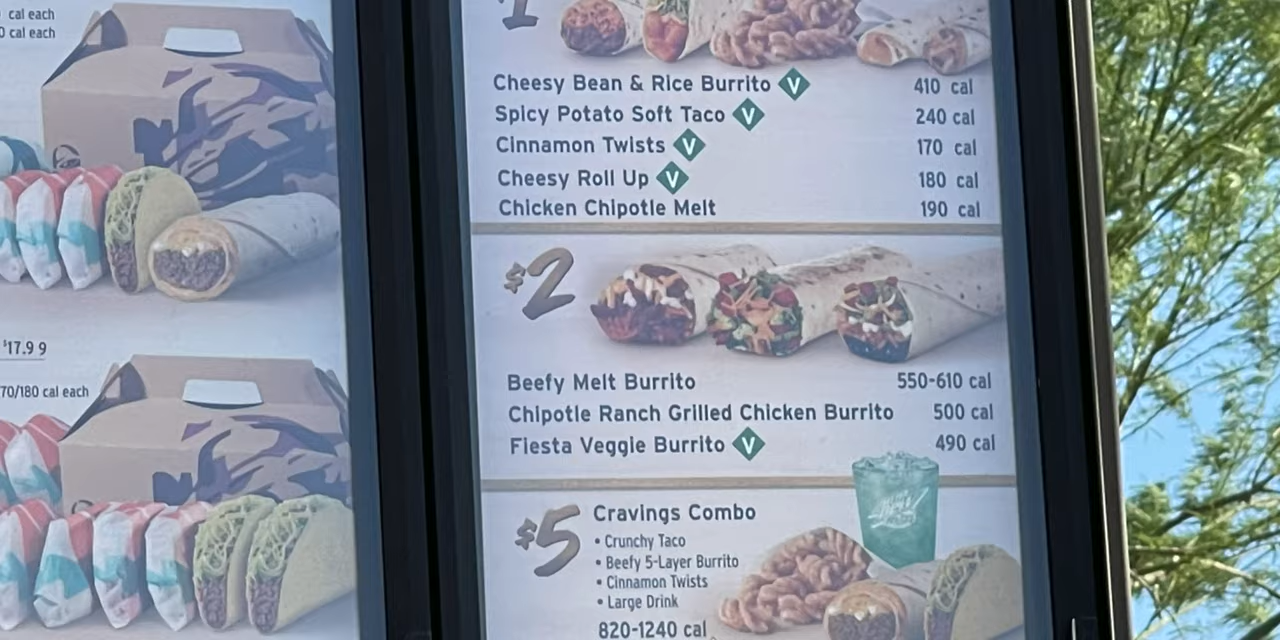 cal each
0 cal each
$17.99
70/180 cal each
1
Cheesy Bean & Rice Burrito V 410 cal
Spicy Potato Soft Taco V 240 cal
Cinnamon Twists V 170 cal
Cheesy Roll Up V 180 cal
Chicken Chipotle Melt 190 cal
$2
Beefy Melt Burrito 550-610 cal
Chipotle Ranch Grilled Chicken Burrito 500 cal
Fiesta Veggie Burrito V 490 cal
$5 Cravings Combo
• Crunchy Taco
• Beefy 5-Layer Burrito
• Cinnamon Twists
• Large Drink
820-1240 cal